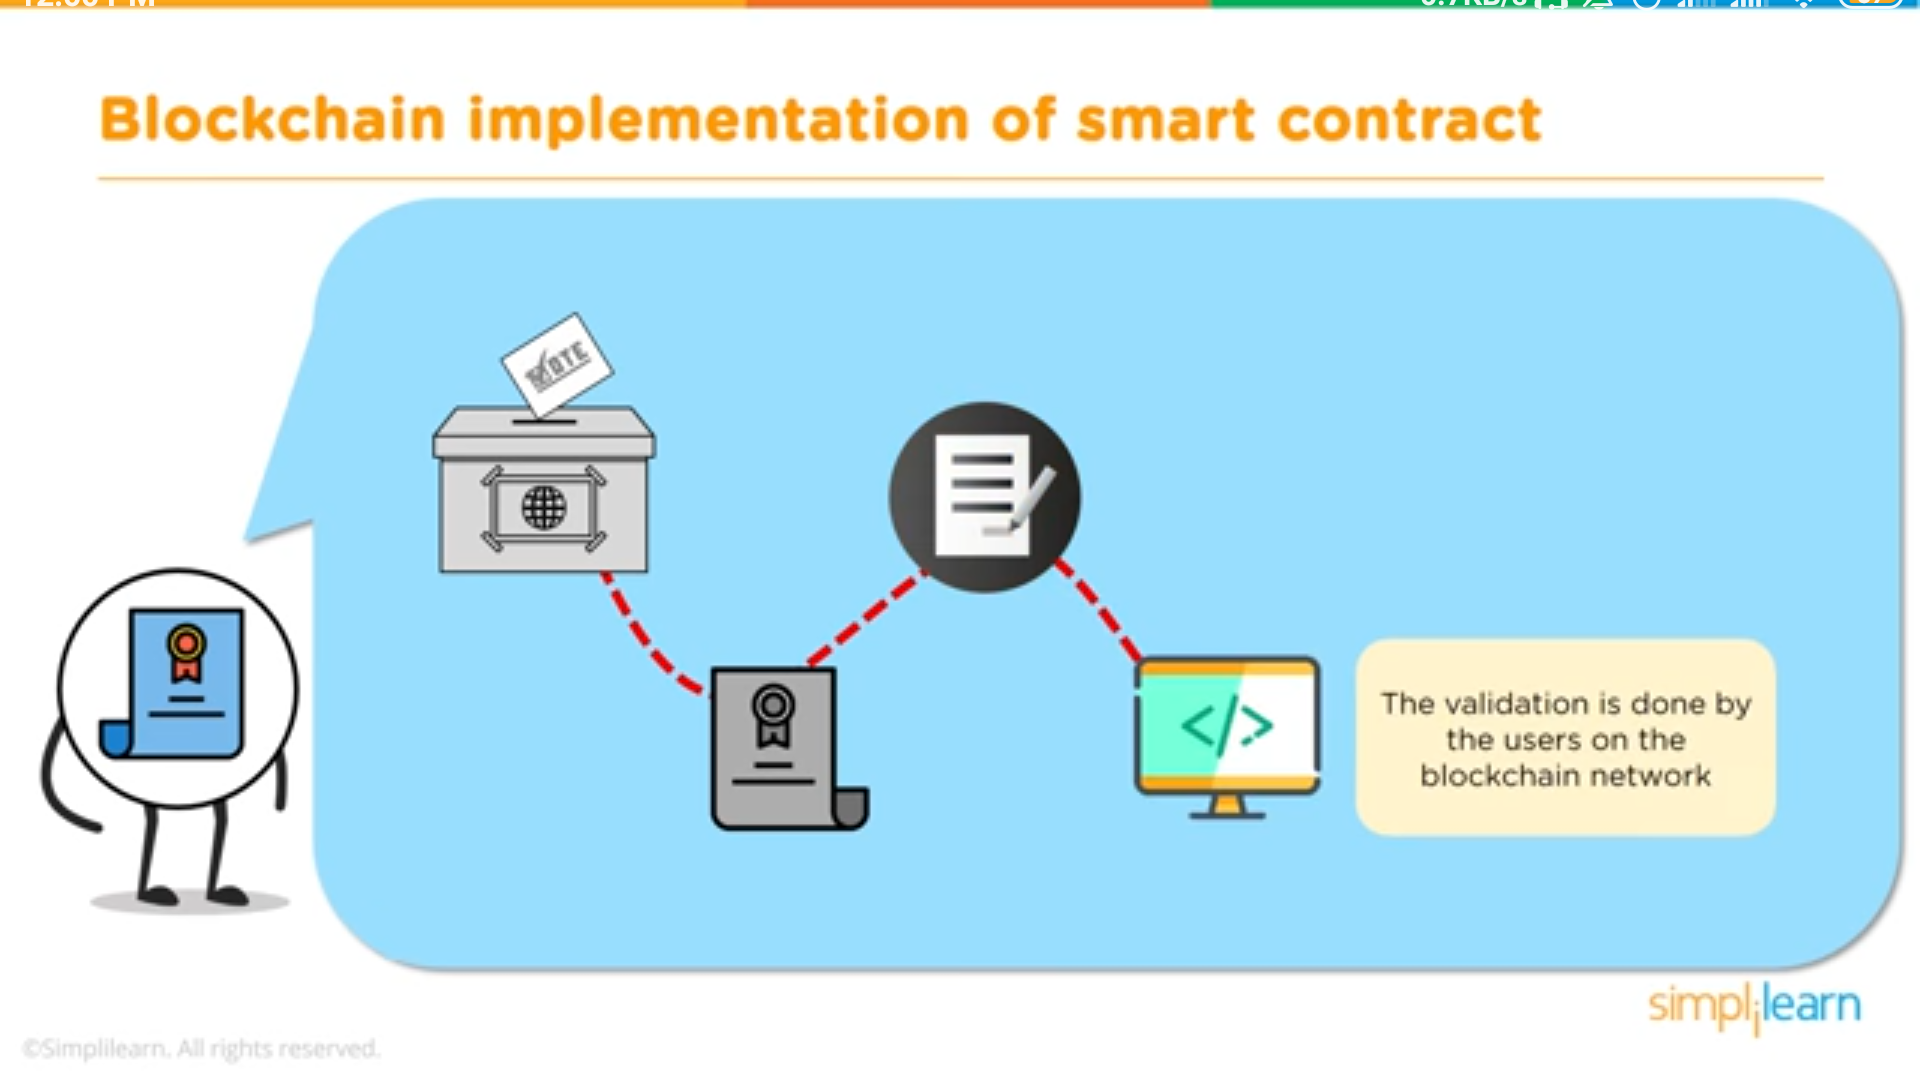 Blockchain implementation of smart contract
VOTE
</>
The validation is done by
the users on the
blockchain network
simplilearn
©Simplilearn. All rights reserved.